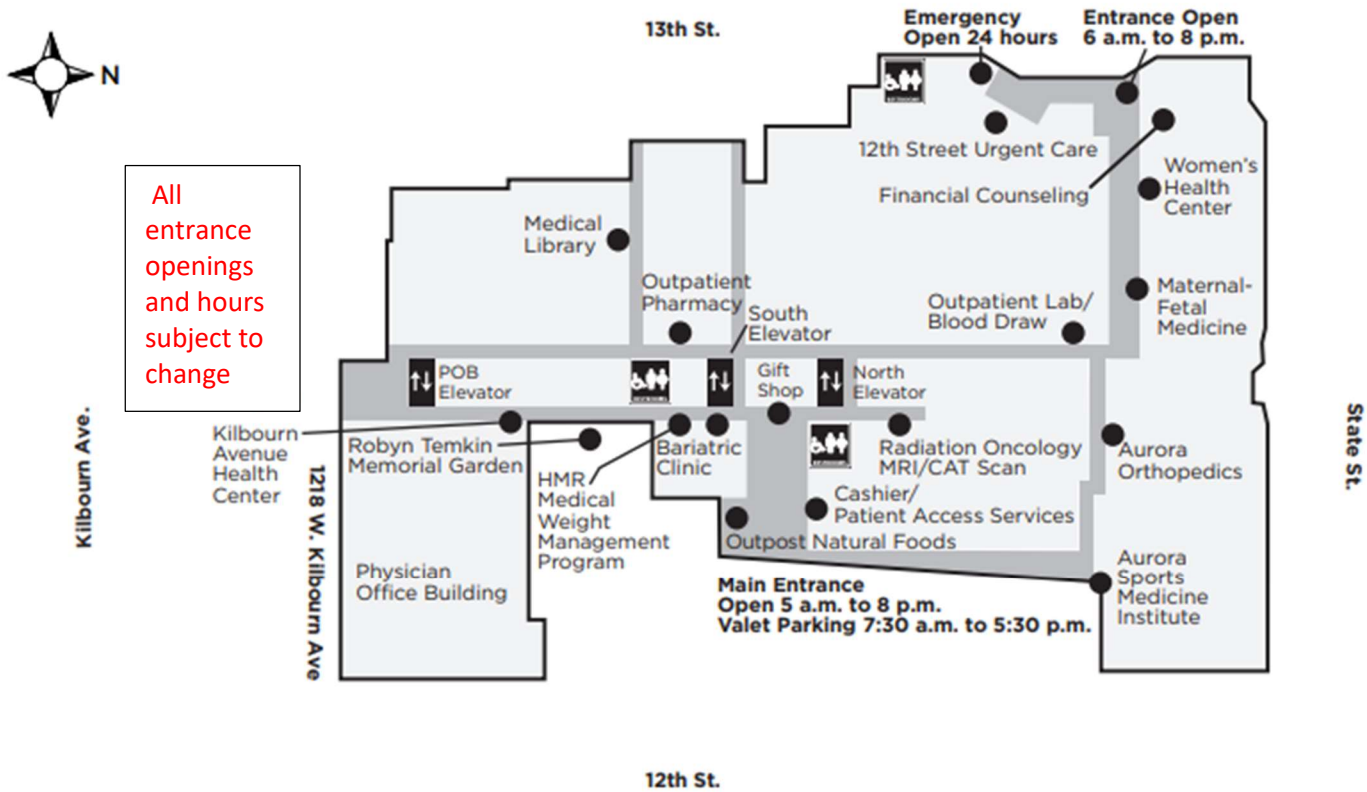 13th St.
Emergency
Open 24 hours
Entrance Open
6 a.m. to 8 p.m.
N
All
entrance
openings
and hours
subject to
change
12th Street Urgent Care
Financial Counseling
Women's
Health
Center
Medical
Library
Outpatient
Pharmacy
South
Elevator
Outpatient Lab/
Blood Draw
Maternal-
Fetal
Medicine
POB
Elevator
Gift
Shop
North
Elevator
Kilbourn Ave.
Kilbourn
Avenue
Health
Center
1218 W. Kilbourn Ave
Robyn Temkin
Memorial Garden
HMR
Medical
Weight
Management
Program
Bariatric
Clinic
Radiation Oncology
MRI/CAT Scan
Aurora
Orthopedics
State St.
Cashier/
Patient Access Services
Outpost Natural Foods
Physician
Office Building
Main Entrance
Open 5 a.m. to 8 p.m.
Valet Parking 7:30 a.m. to 5:30 p.m.
Aurora
Sports
Medicine
Institute
12th St.